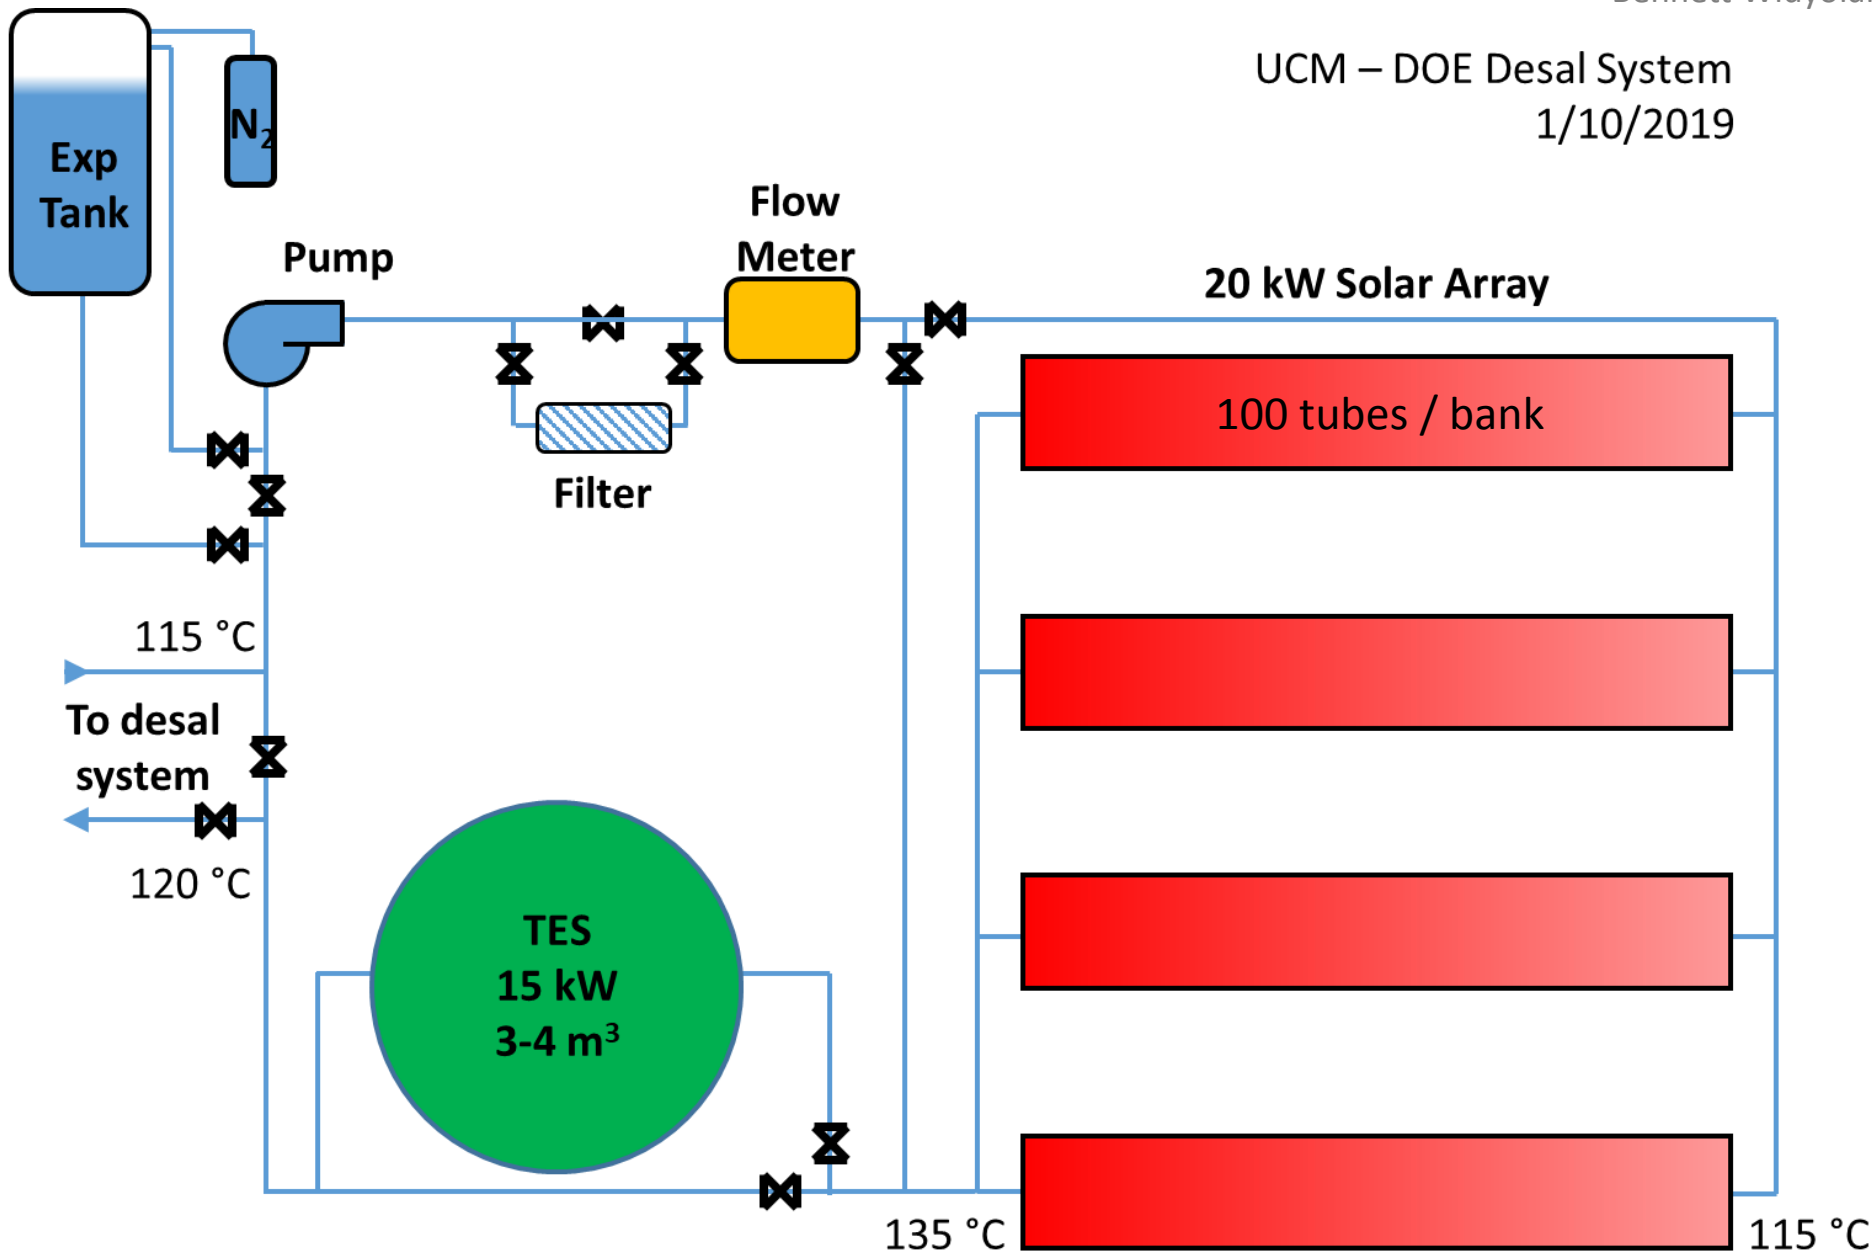 UCM – DOE Desal System
1/10/2019
N₂
Exp
Tank
Flow
Meter
Pump
20 kW Solar Array
100 tubes / bank
Filter
115 °C
To desal
system
120 °C
TES
15 kW
3-4 m³
135 °C
115 °C